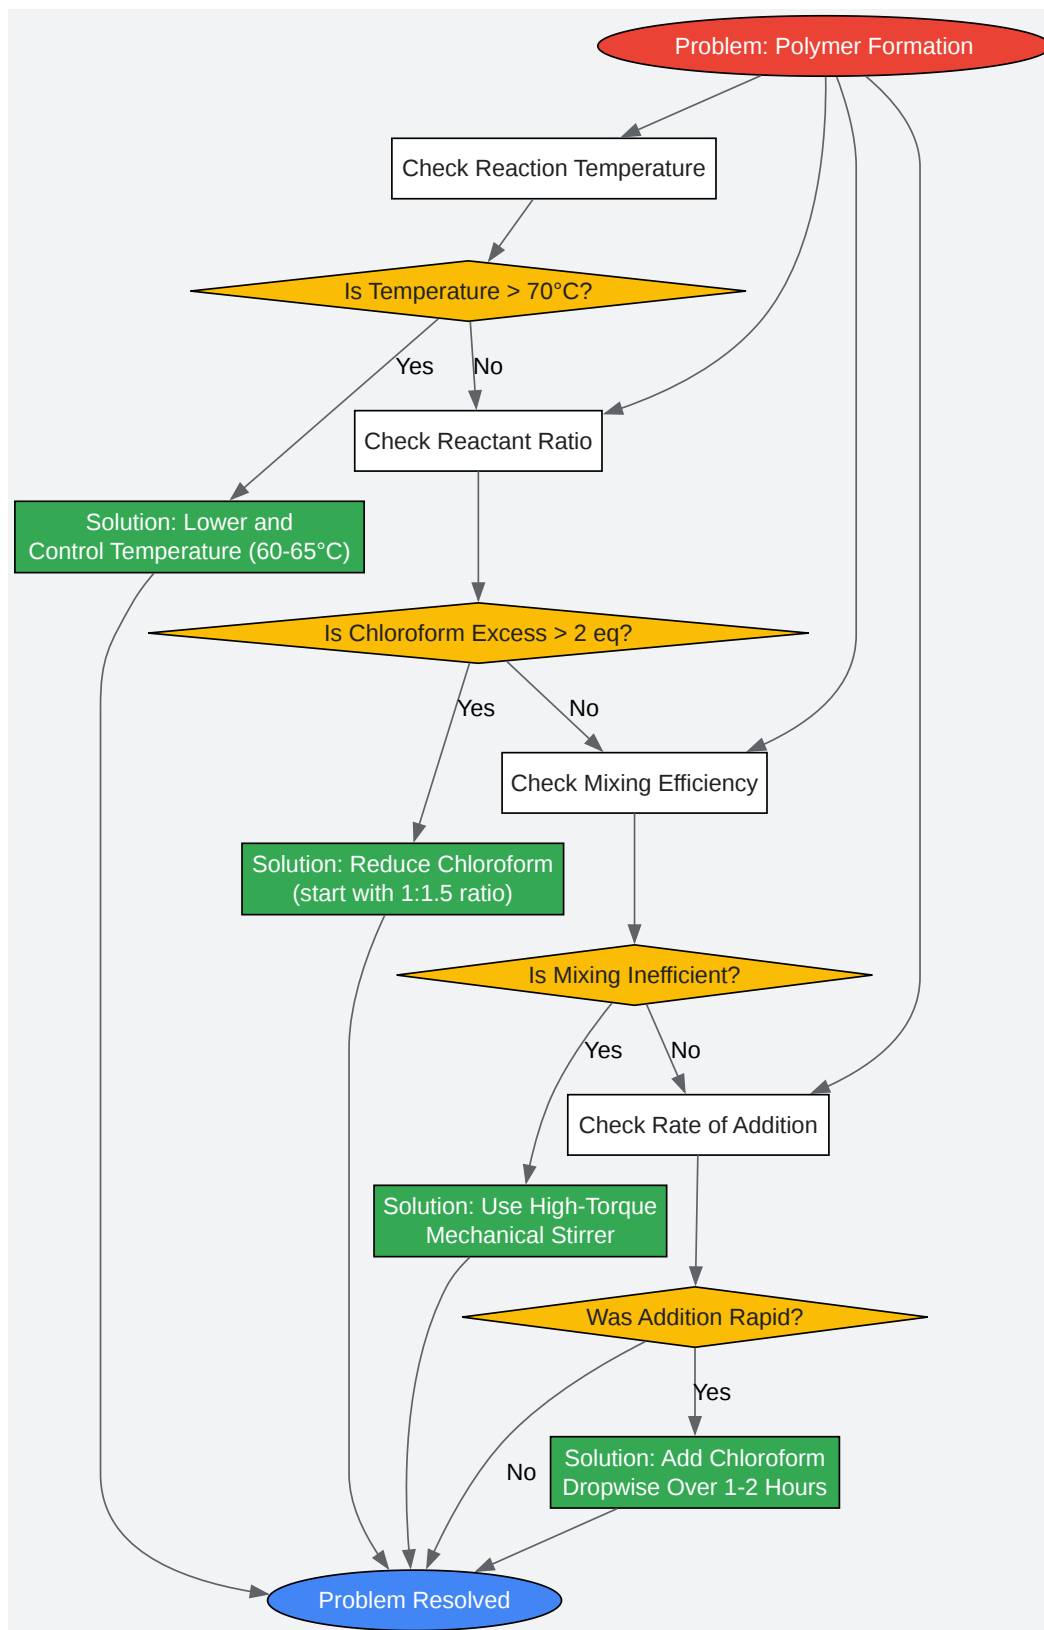 Problem: Polymer Formation
Check Reaction Temperature
Is Temperature > 70°C?
Yes
No
Check Reactant Ratio
Solution: Lower and
Control Temperature (60-65°C)
Is Chloroform Excess > 2 eq?
Yes
No
Check Mixing Efficiency
Solution: Reduce Chloroform
(start with 1:1.5 ratio)
Is Mixing Inefficient?
Yes
No
Check Rate of Addition
Solution: Use High-Torque
Mechanical Stirrer
Was Addition Rapid?
Yes
No
Solution: Add Chloroform
Dropwise Over 1-2 Hours
Problem Resolved